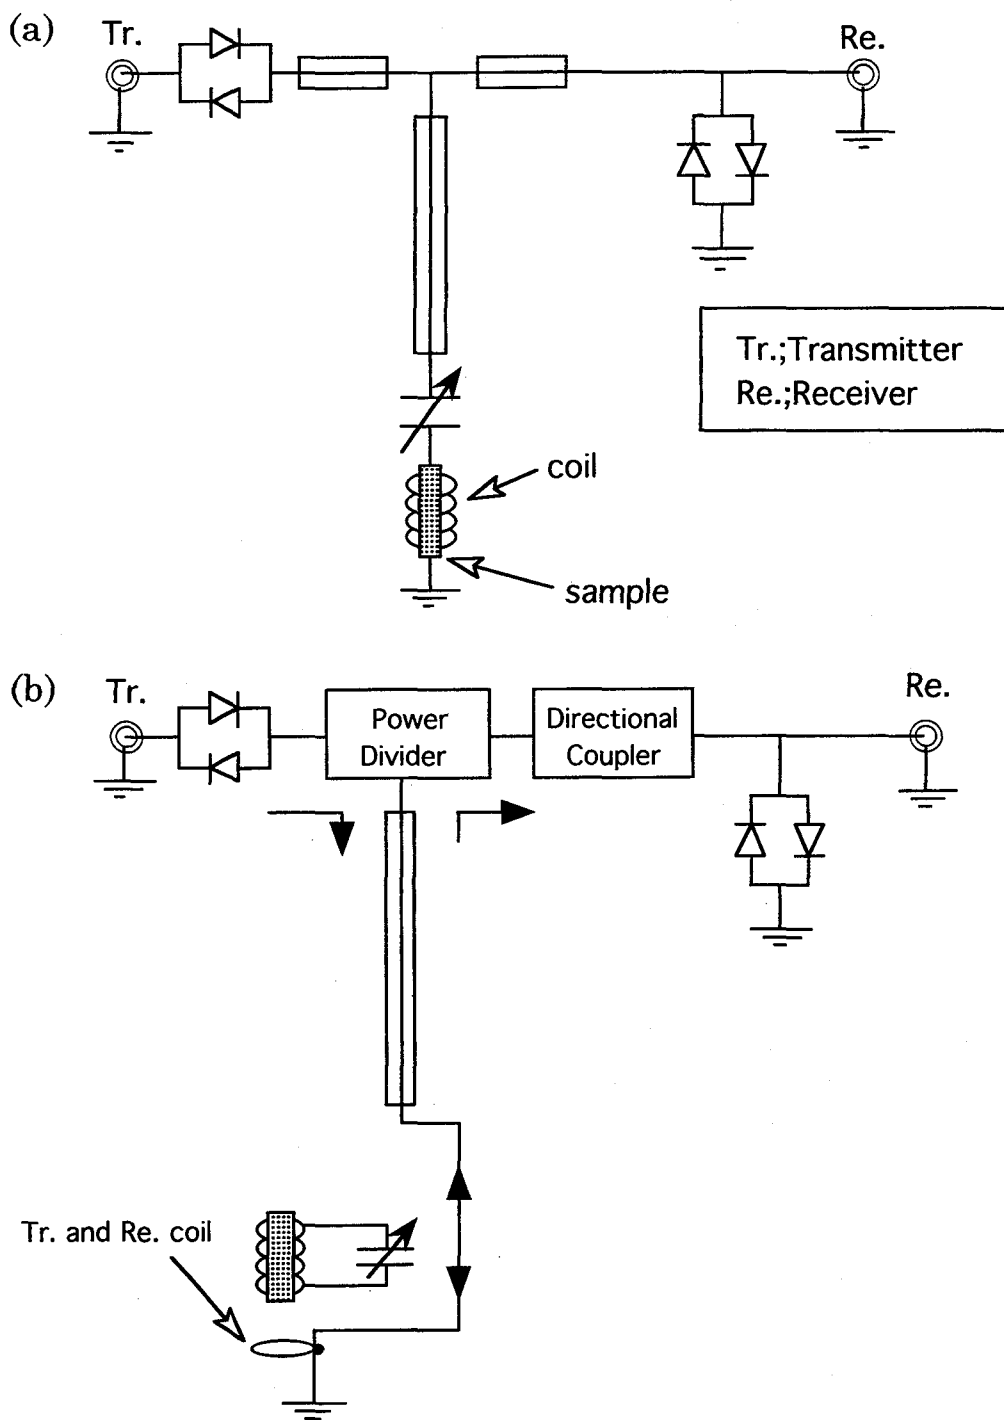 (a)
Tr.
Re.
Tr.;Transmitter
Re.;Receiver
coil
sample
(b)
Tr.
Power
Divider
Directional
Coupler
Re.
Tr. and Re. coil